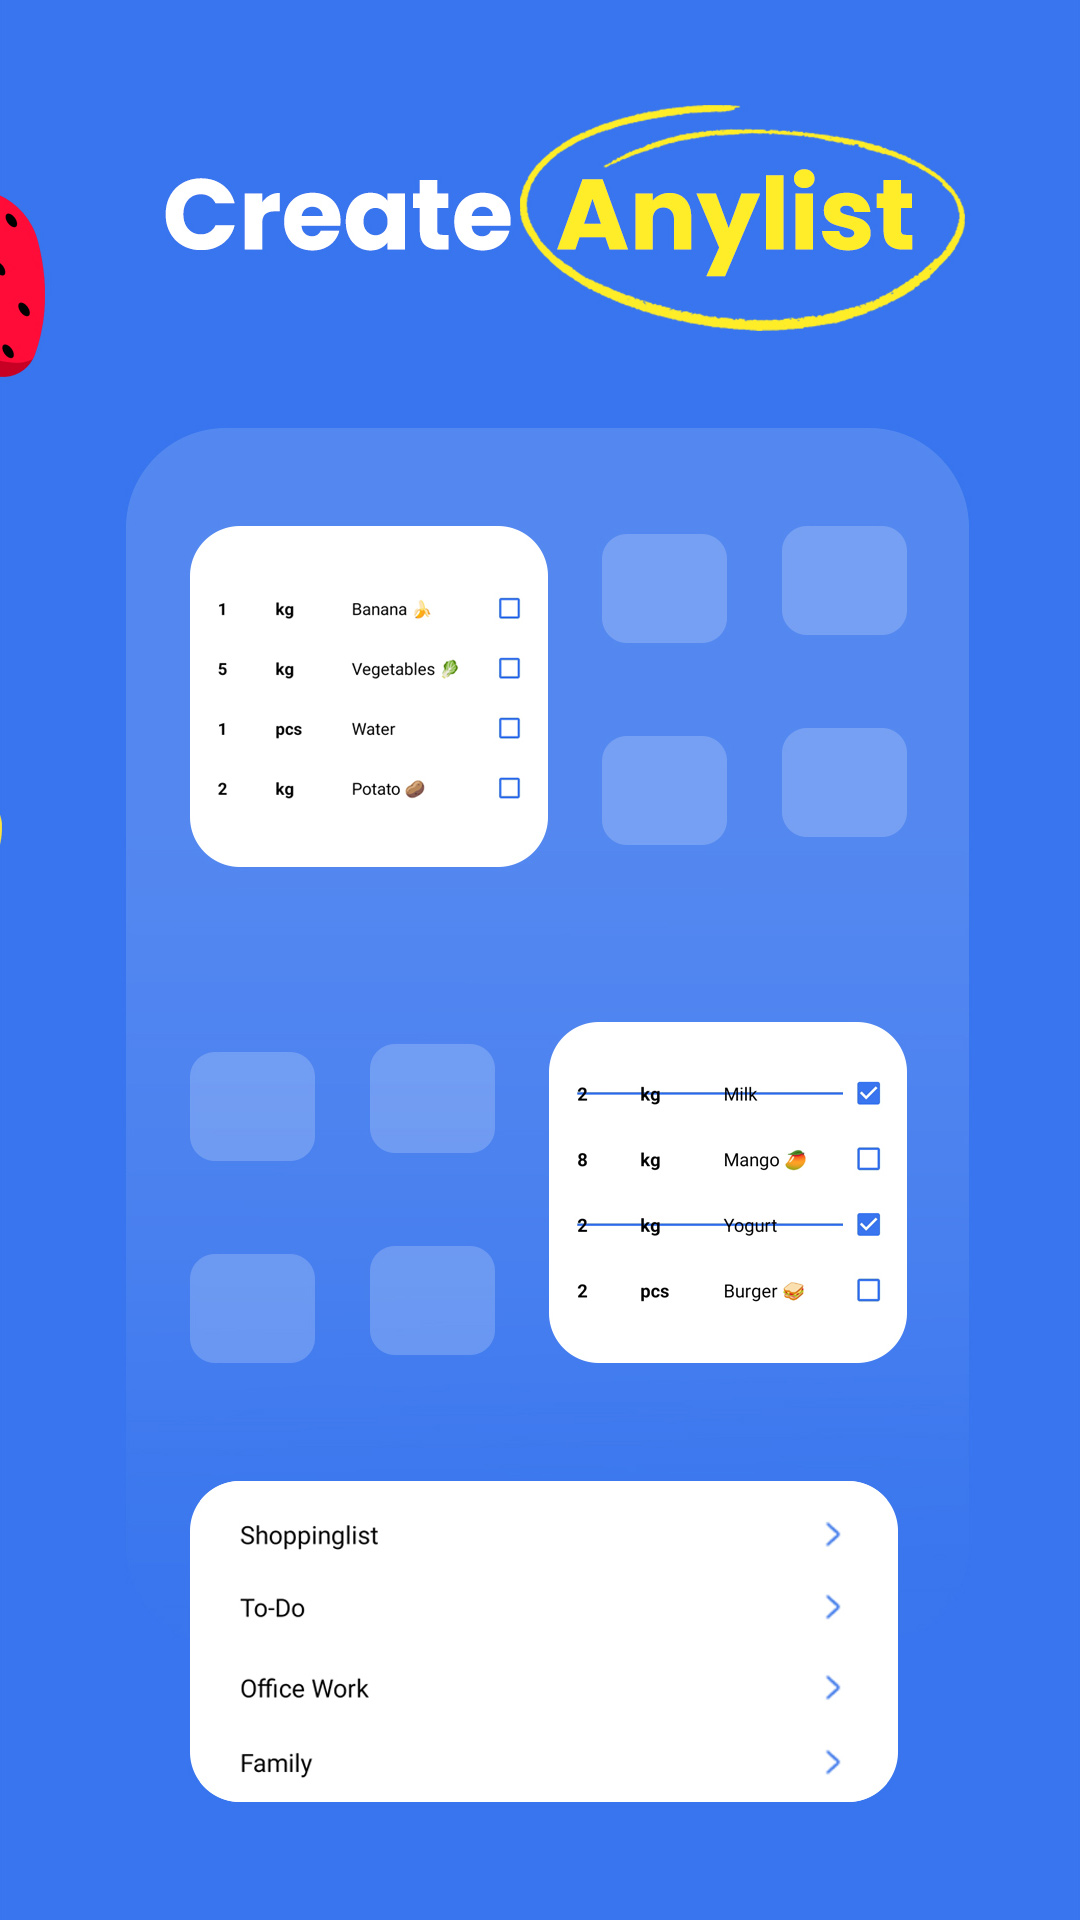 Create Anylist
1 kg Banana 🍌
5 kg Vegetables 🥬
1 pcs Water
2 kg Potato 🥔
2 kg Milk
8 kg Mango 🥭
2 kg Yogurt
2 pcs Burger 🥪
Shoppinglist
To-Do
Office Work
Family